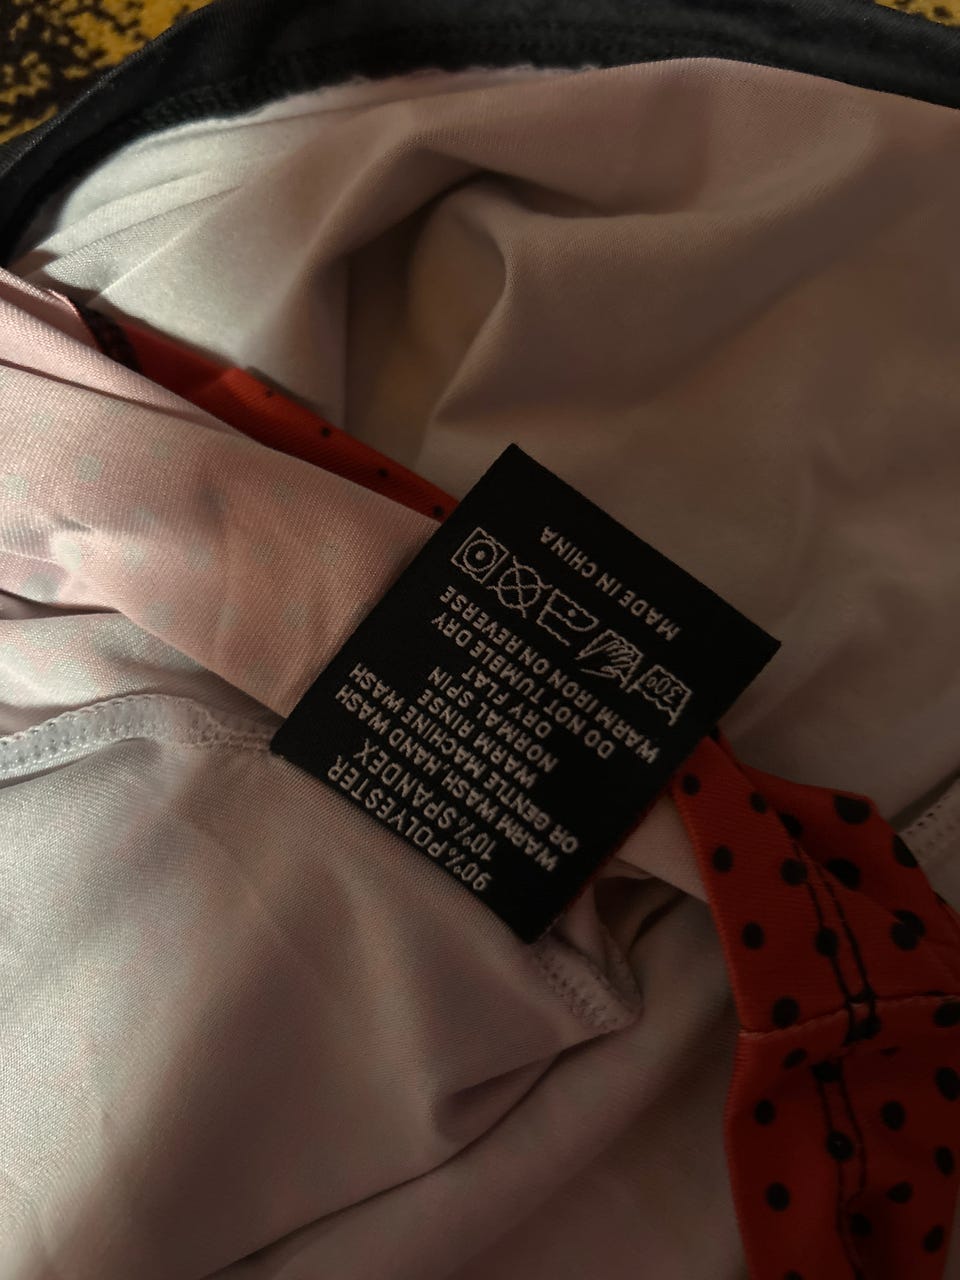 90% POLYESTER
10% SPANDEX
WARM WASH HAND WASH
OR GENTLE MACHINE WASH
WARM RINSE
NORMAL SPIN
DRY FLAT
DO NOT TUMBLE DRY
WARM IRON ON REVERSE
30°
MADE IN CHINA